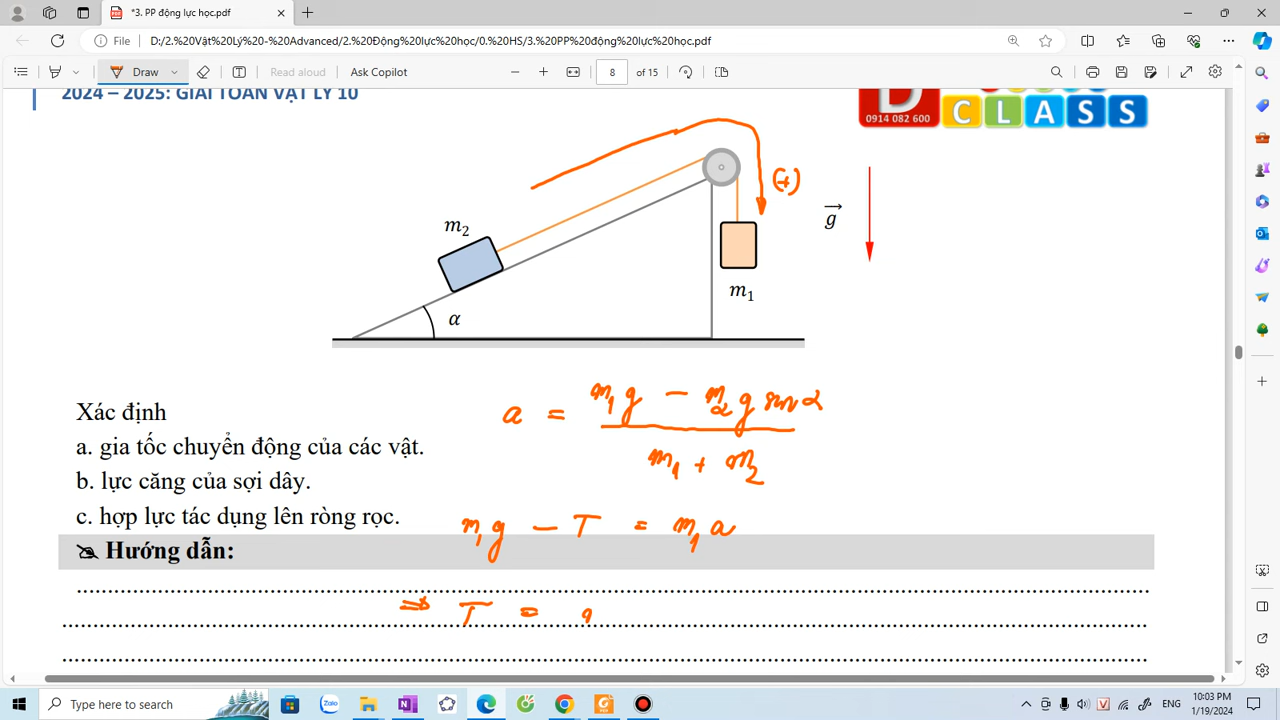 *3. PP động lực học.pdf
File D:/2.%20Vật%20Lý%20-%20Advanced/2.%20Động%20lực%20học/0.%20HS/3.%20PP%20động%20lực%20học.pdf
Draw Read aloud Ask Copilot 8 of 15
2024 – 2025: GIẢI TOÁN VẬT LÝ 10
0914 082 600 C L A S S
(+)
m₂
g
m₁
α
a = (m₁g − m₂g sin α) / (m₁ + m₂)
Xác định
a. gia tốc chuyển động của các vật.
b. lực căng của sợi dây.
c. hợp lực tác dụng lên ròng rọc.
m₁g − T = m₁a
Hướng dẫn:
⇒ T =
Type here to search
Zalo
ENG
10:03 PM
1/19/2024